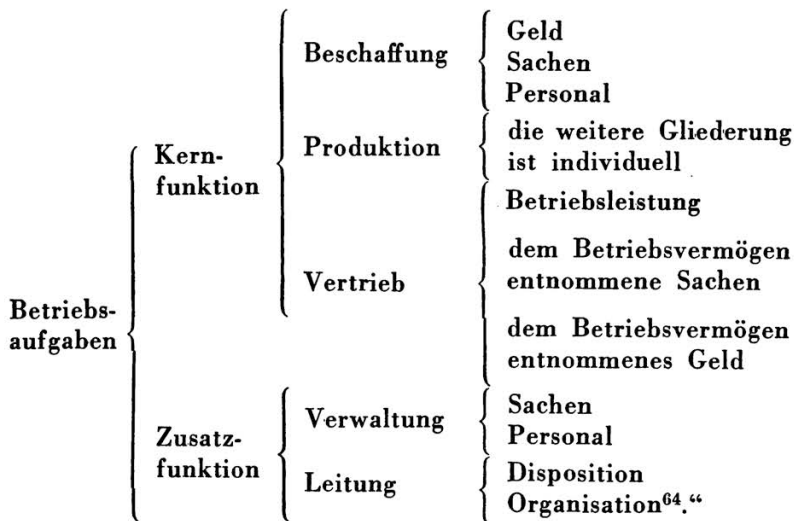 Geld
Beschaffung Sachen
Personal
Produktion die weitere Gliederung
ist individuell
Kern-
funktion
Betriebsleistung
dem Betriebsvermögen
Vertrieb entnommene Sachen
dem Betriebsvermögen
entnommenes Geld
Betriebs-
aufgaben
Zusatz-
funktion
Verwaltung Sachen
Personal
Leitung Disposition
Organisation⁶⁴.“